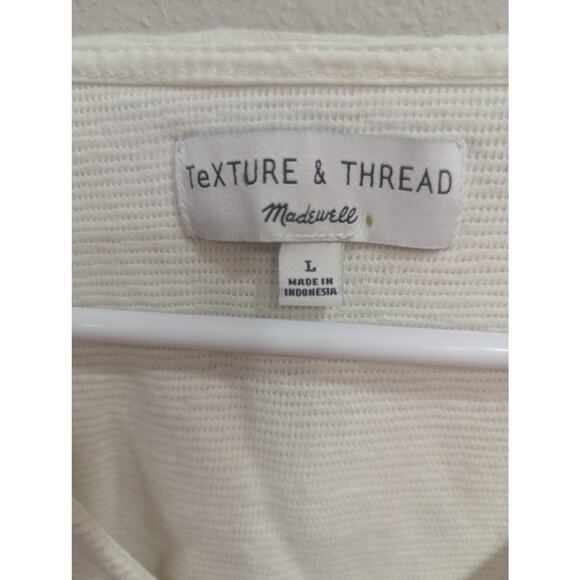 TeXTURE & THREAD
Madewell
L
MADE IN
INDONESIA